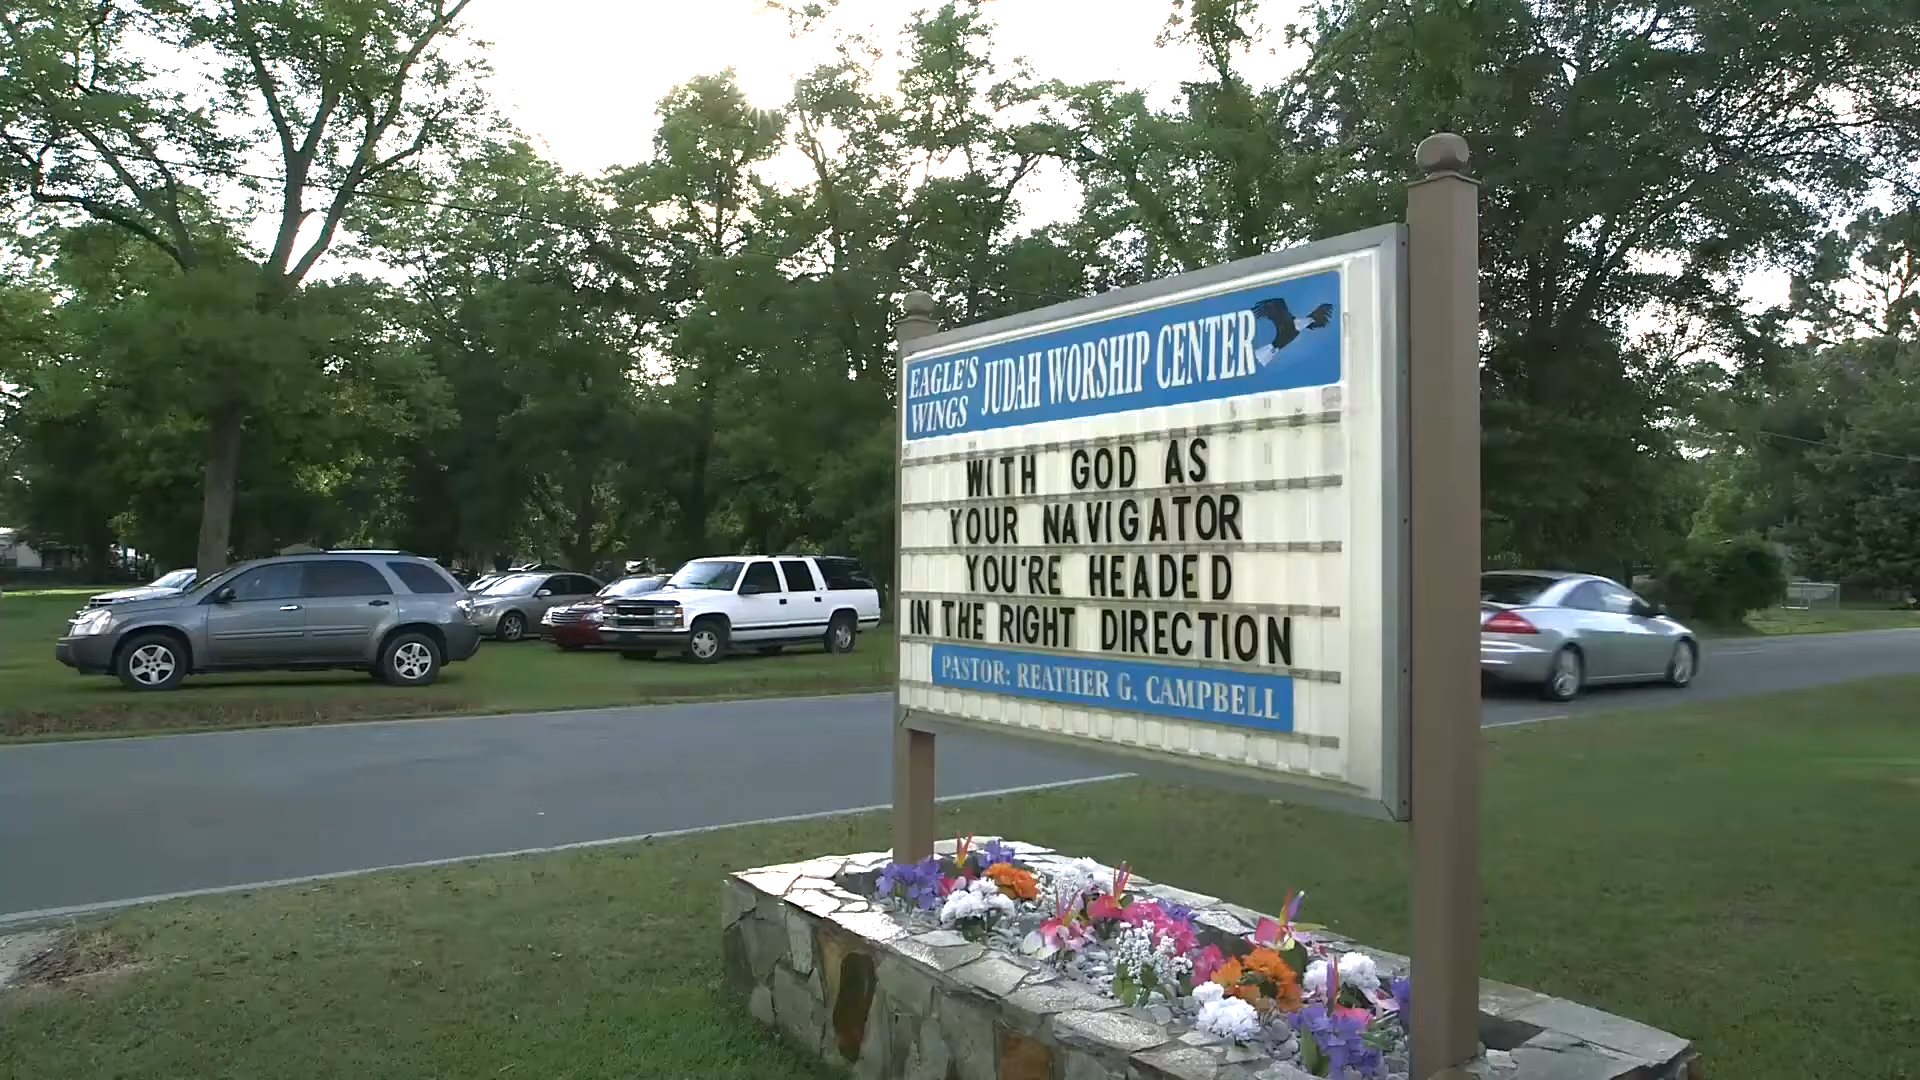 EAGLE'S
WINGS
JUDAH WORSHIP CENTER
WITH GOD AS
YOUR NAVIGATOR
YOU'RE HEADED
IN THE RIGHT DIRECTION
PASTOR: REATHER G. CAMPBELL